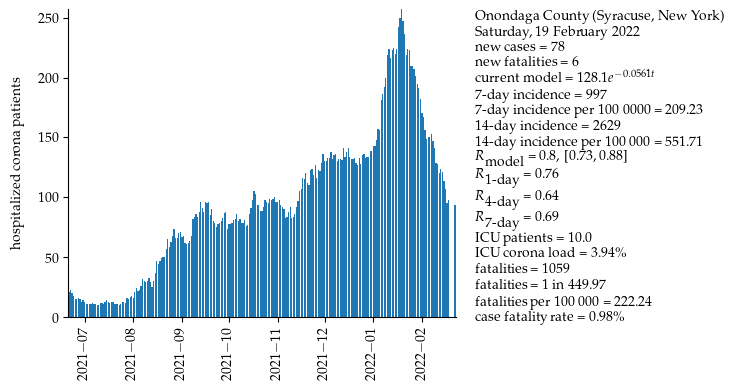 hospitalized corona patients
250
200
150
100
50
0
2021−07
2021−08
2021−09
2021−10
2021−11
2021−12
2022−01
2022−02
Onondaga County (Syracuse, New York)
Saturday, 19 February 2022
new cases = 78
new fatalities = 6
current model = 128.1e^{−0.0561t}
7-day incidence = 997
7-day incidence per 100 0000 = 209.23
14-day incidence = 2629
14-day incidence per 100 000 = 551.71
R_model = 0.8, [0.73, 0.88]
R_1-day = 0.76
R_4-day = 0.64
R_7-day = 0.69
ICU patients = 10.0
ICU corona load = 3.94%
fatalities = 1059
fatalities = 1 in 449.97
fatalities per 100 000 = 222.24
case fatality rate = 0.98%